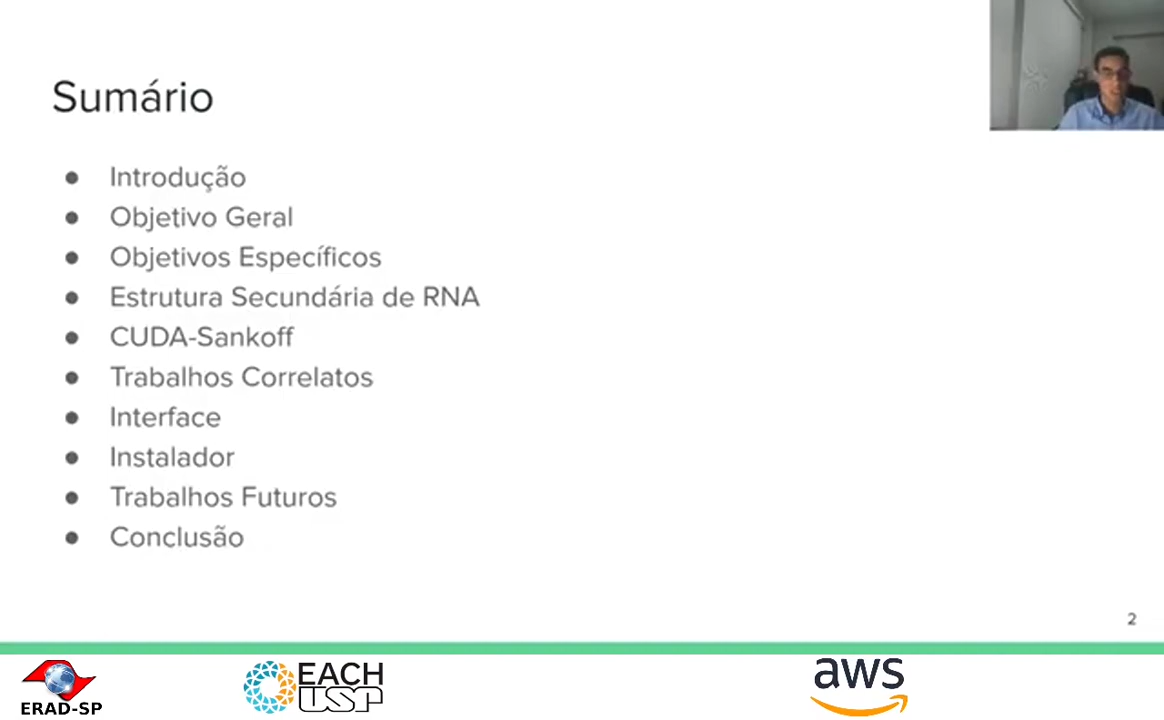 Sumário
● Introdução
● Objetivo Geral
● Objetivos Específicos
● Estrutura Secundária de RNA
● CUDA-Sankoff
● Trabalhos Correlatos
● Interface
● Instalador
● Trabalhos Futuros
● Conclusão
2
ERAD-SP
EACH
USP
aws